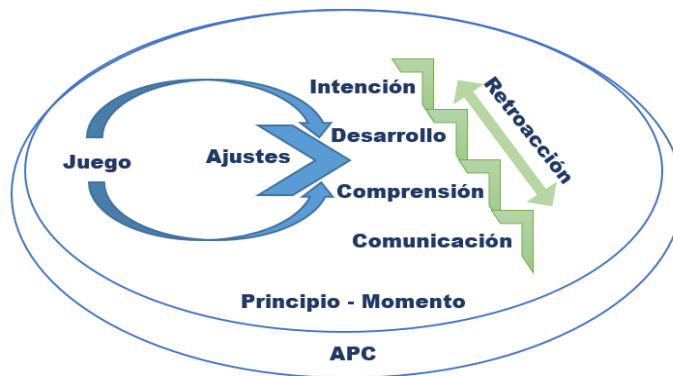 Intención
Retroacción
Desarrollo
Ajustes
Juego
Comprensión
Comunicación
Principio - Momento
APC